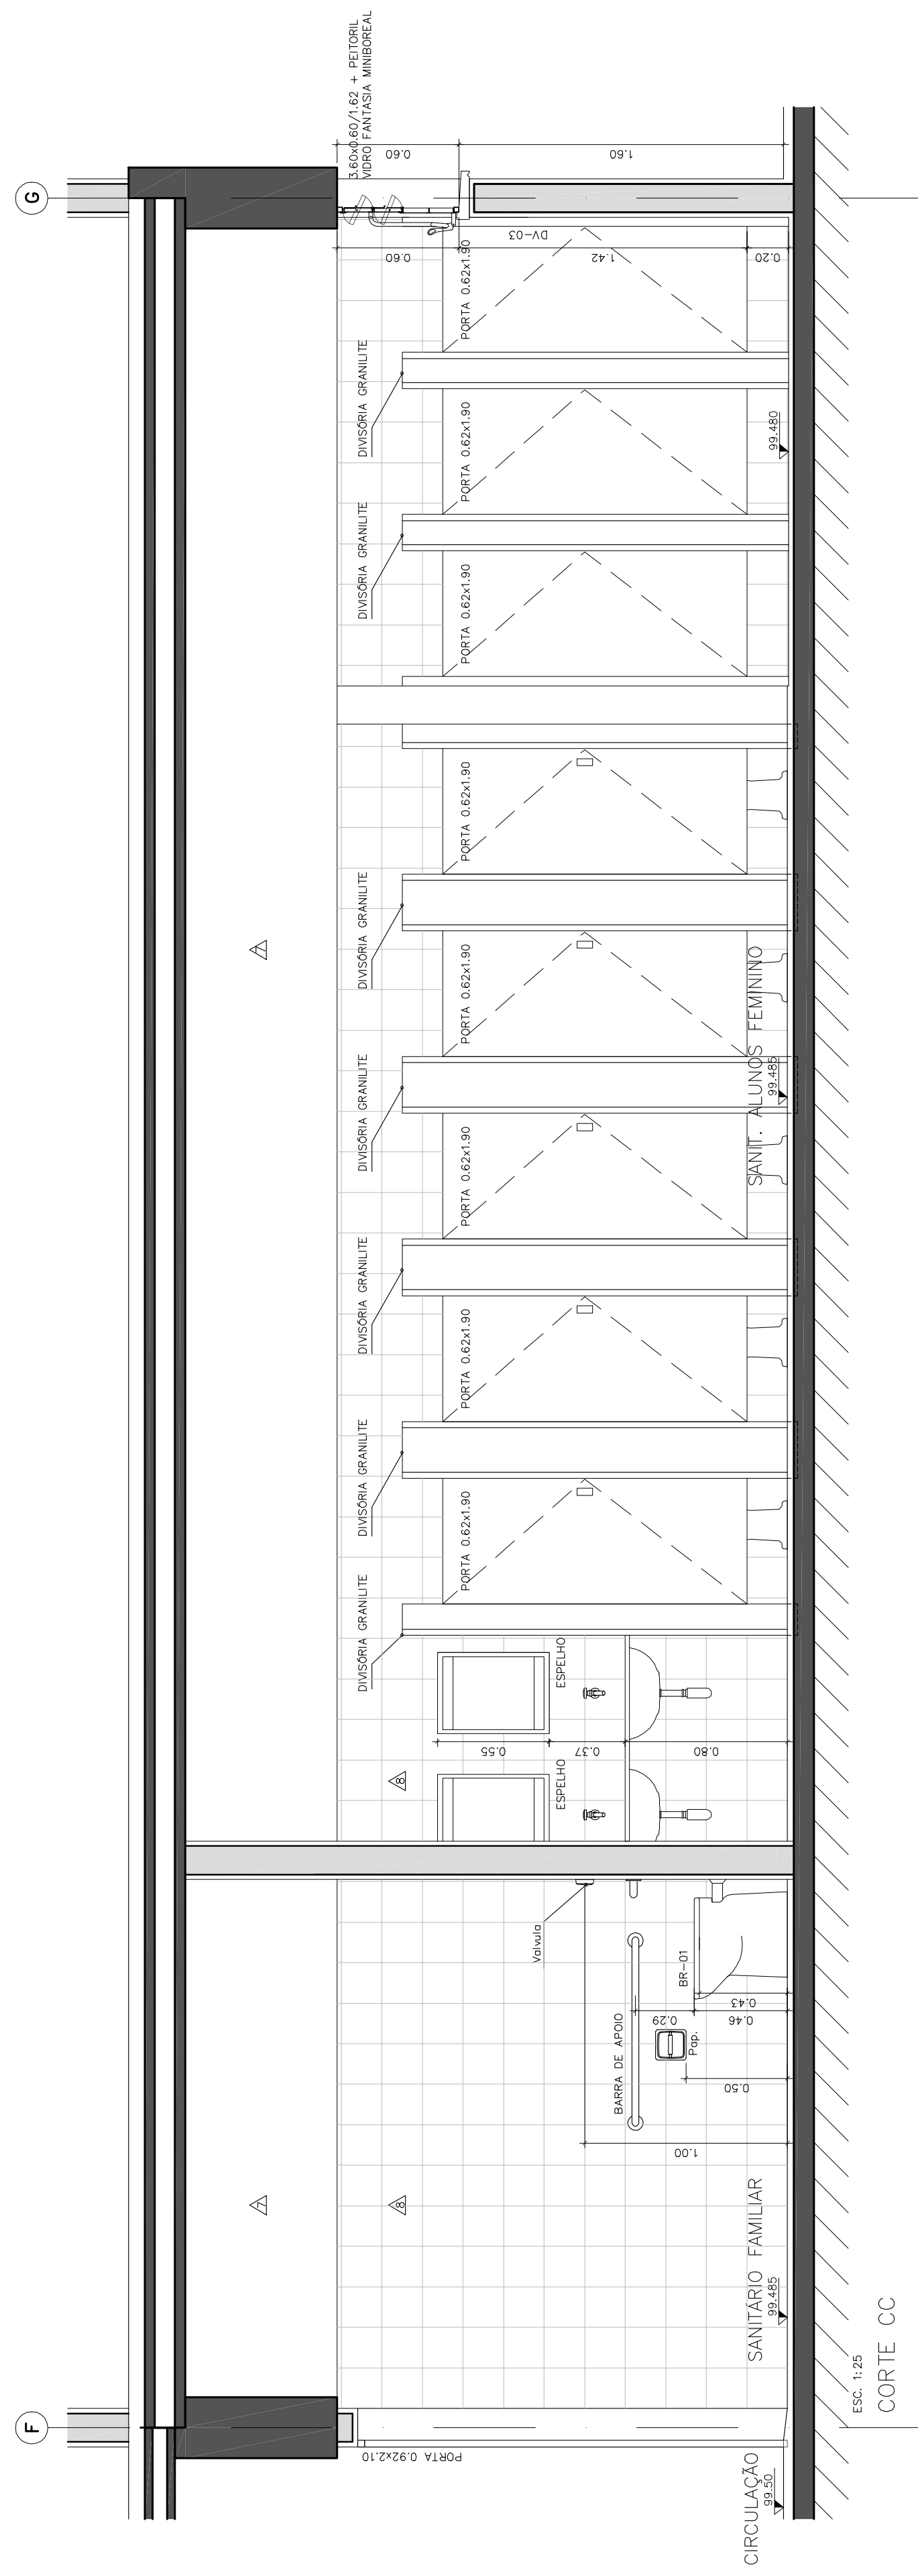 F
G
3.60x0.60/1.62 + PEITORIL
VIDRO FANTASIA MINIBOREAL
7
7
8
8
PORTA 0.92x2.10
DIVISÓRIA GRANILITE
DIVISÓRIA GRANILITE
DIVISÓRIA GRANILITE
DIVISÓRIA GRANILITE
DIVISÓRIA GRANILITE
DIVISÓRIA GRANILITE
DIVISÓRIA GRANILITE
PORTA 0.62x1.90
PORTA 0.62x1.90
PORTA 0.62x1.90
PORTA 0.62x1.90
PORTA 0.62x1.90
PORTA 0.62x1.90
PORTA 0.62x1.90
PORTA 0.62x1.90
0.60
1.60
0.60
1.42
0.20
DV-03
Valvula
BARRA DE APOIO
BR-01
Pap.
1.00
0.50
0.29
0.46
0.43
ESPELHO
ESPELHO
0.55
0.37
0.80
CIRCULAÇÃO
99.50
SANITÁRIO FAMILIAR
99.485
SANIT. ALUNOS FEMININO
99.485
99.480
ESC. 1:25
CORTE CC